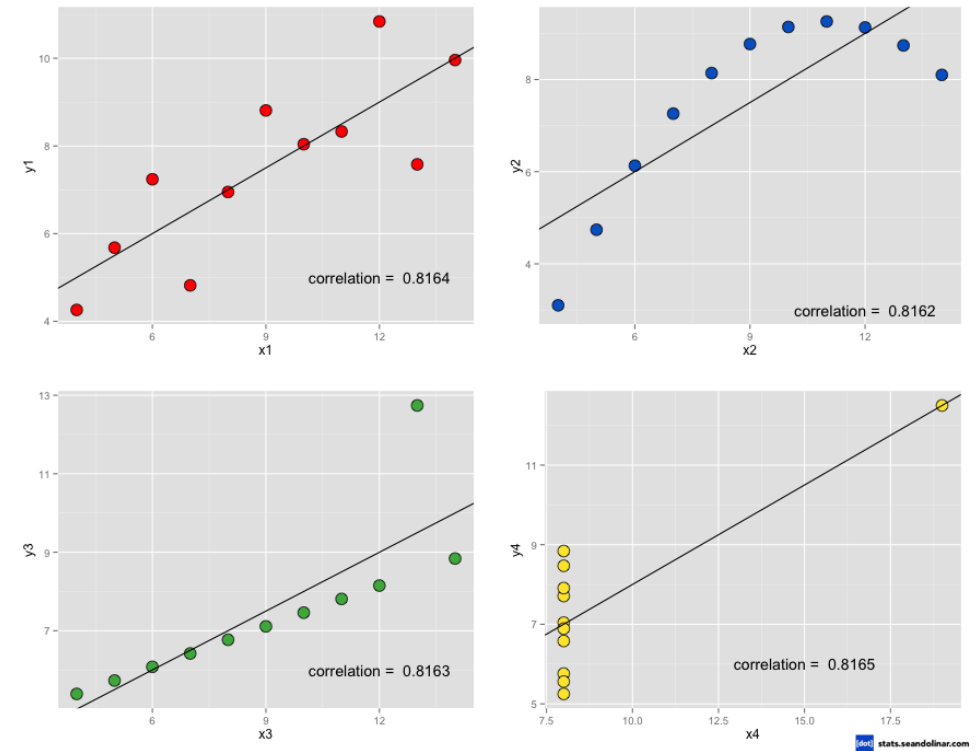 10
8
6
4
y1
correlation = 0.8164
6
9
12
x1
8
6
4
y2
correlation = 0.8162
6
9
12
x2
13
11
9
7
y3
correlation = 0.8163
6
9
12
x3
11
9
7
5
y4
correlation = 0.8165
7.5
10.0
12.5
15.0
17.5
x4
[dot] stats.seandolinar.com